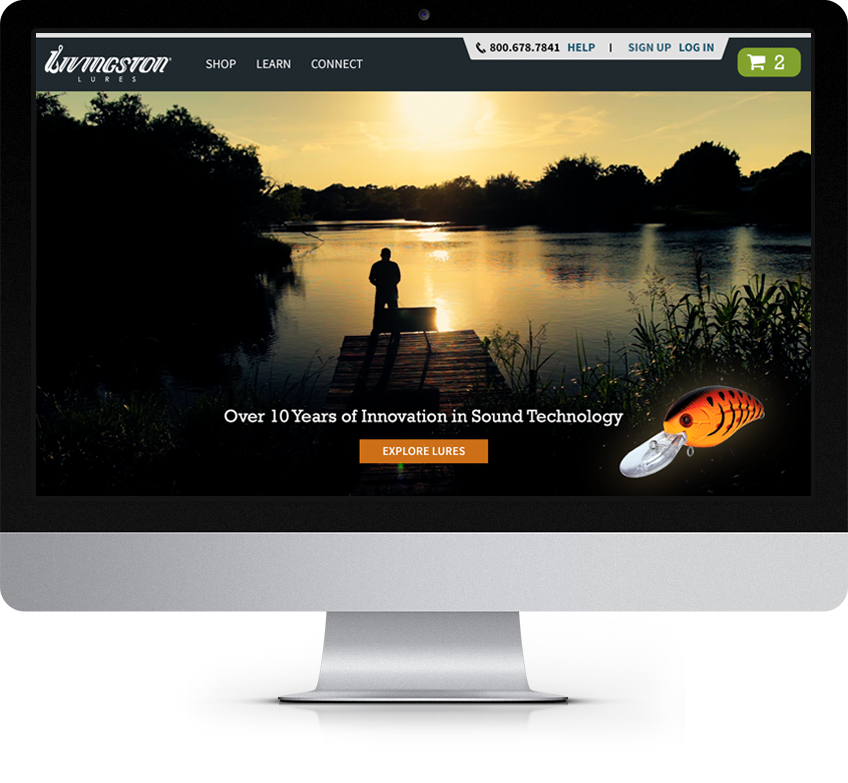 LIVINGSTON®
LURES
SHOP LEARN CONNECT
800.678.7841 HELP | SIGN UP LOG IN
2
Over 10 Years of Innovation in Sound Technology
EXPLORE LURES